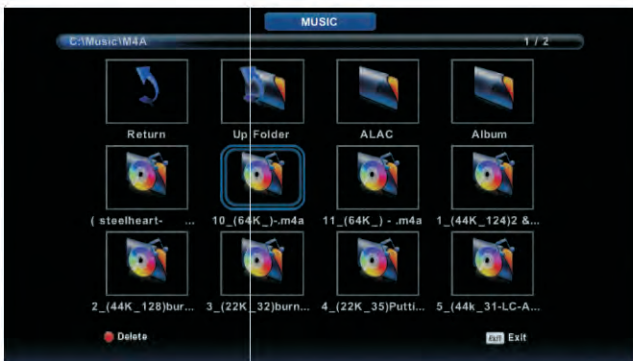 MUSIC
C:\Music\M4A 1 / 2
Return Up Folder ALAC Album
( steelheart- ... 10_(64K_)-.m4a 11_(64K_) - .m4a 1_(44K_124)2 &...
2_(44K_128)bur... 3_(22K_32)burn... 4_(22K_35)Putti... 5_(44k_31-LC-A...
Delete Exit Exit